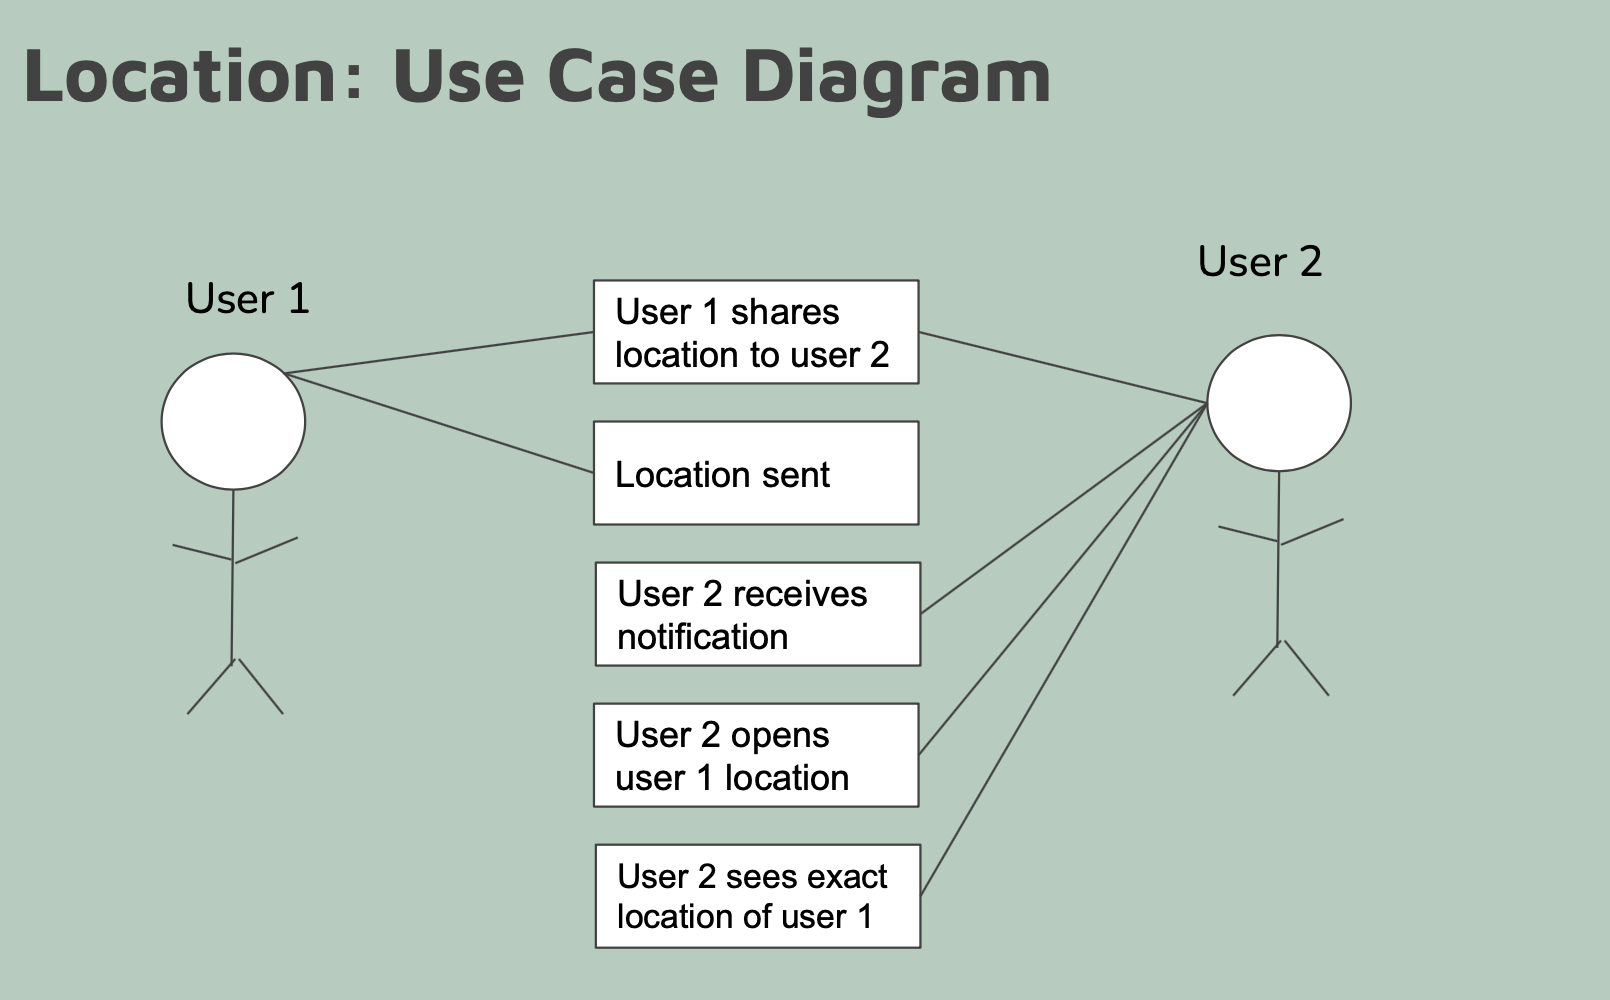 Location: Use Case Diagram
User 1
User 2
User 1 shares
location to user 2
Location sent
User 2 receives
notification
User 2 opens
user 1 location
User 2 sees exact
location of user 1